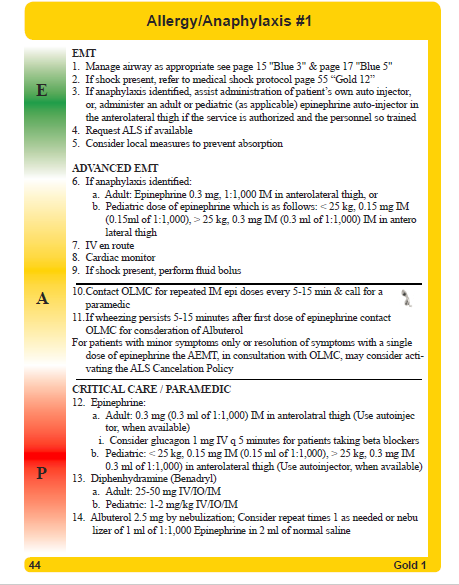 Allergy/Anaphylaxis #1
EMT
1. Manage airway as appropriate see page 15 "Blue 3" & page 17 "Blue 5"
2. If shock present, refer to medical shock protocol page 55 “Gold 12”
3. If anaphylaxis identified, assist administration of patient’s own auto injector,
or, administer an adult or pediatric (as applicable) epinephrine auto-injector in
the anterolateral thigh if the service is authorized and the personnel so trained
4. Request ALS if available
5. Consider local measures to prevent absorption
E
ADVANCED EMT
6. If anaphylaxis identified:
a. Adult: Epinephrine 0.3 mg, 1:1,000 IM in anterolateral thigh, or
b. Pediatric dose of epinephrine which is as follows: < 25 kg, 0.15 mg IM
(0.15ml of 1:1,000), > 25 kg, 0.3 mg IM (0.3 ml of 1:1,000) IM in antero
lateral thigh
7. IV en route
8. Cardiac monitor
9. If shock present, perform fluid bolus
A
10.Contact OLMC for repeated IM epi doses every 5-15 min & call for a
paramedic
11.If wheezing persists 5-15 minutes after first dose of epinephrine contact
OLMC for consderation of Albuterol
For patients with minor symptoms only or resolution of symptoms with a single
dose of epinephrine the AEMT, in consultation with OLMC, may consider acti-
vating the ALS Cancelation Policy
CRITICAL CARE / PARAMEDIC
12. Epinephrine:
a. Adult: 0.3 mg (0.3 ml of 1:1,000) IM in anterolatral thigh (Use autoinjec
tor, when available)
i. Consider glucagon 1 mg IV q 5 minutes for patients taking beta blockers
b. Pediatric: < 25 kg, 0.15 mg IM (0.15 ml of 1:1,000), > 25 kg, 0.3 mg IM
0.3 ml of 1:1,000) in anterolateral thigh (Use autoinjector, when available)
P
13. Diphenhydramine (Benadryl)
a. Adult: 25-50 mg IV/IO/IM
b. Pediatric: 1-2 mg/kg IV/IO/IM
14. Albuterol 2.5 mg by nebulization; Consider repeat times 1 as needed or nebu
lizer of 1 ml of 1:1,000 Epinephrine in 2 ml of normal saline
44
Gold 1